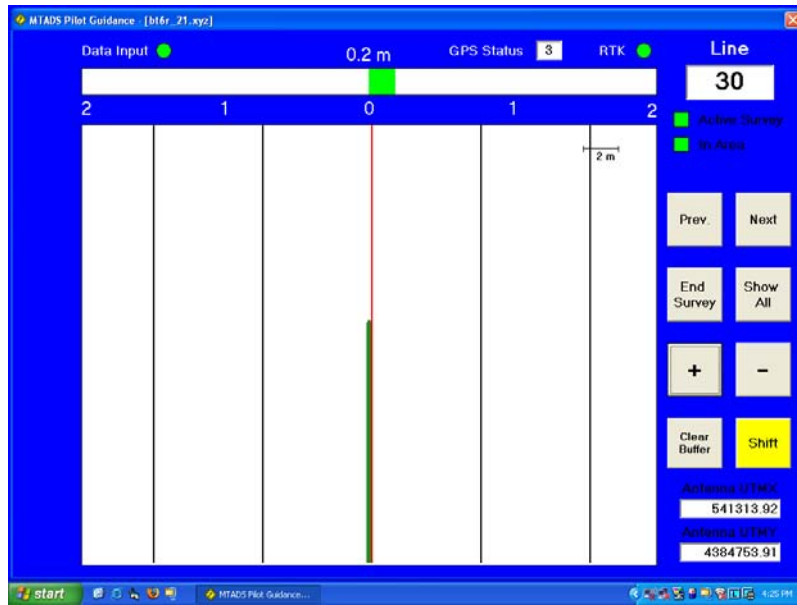 MTADS Pilot Guidance - [bt6r_21.xyz]
Data Input
0.2 m
GPS Status 3
RTK
Line
30
2 1 0 1 2
Active Survey
In Area
2 m
Prev.
Next
End Survey
Show All
+
-
Clear Buffer
Shift
Antenna UTMX
541313.92
Antenna UTMY
4384753.91
start
MTADS Pilot Guidance...
4:25 PM